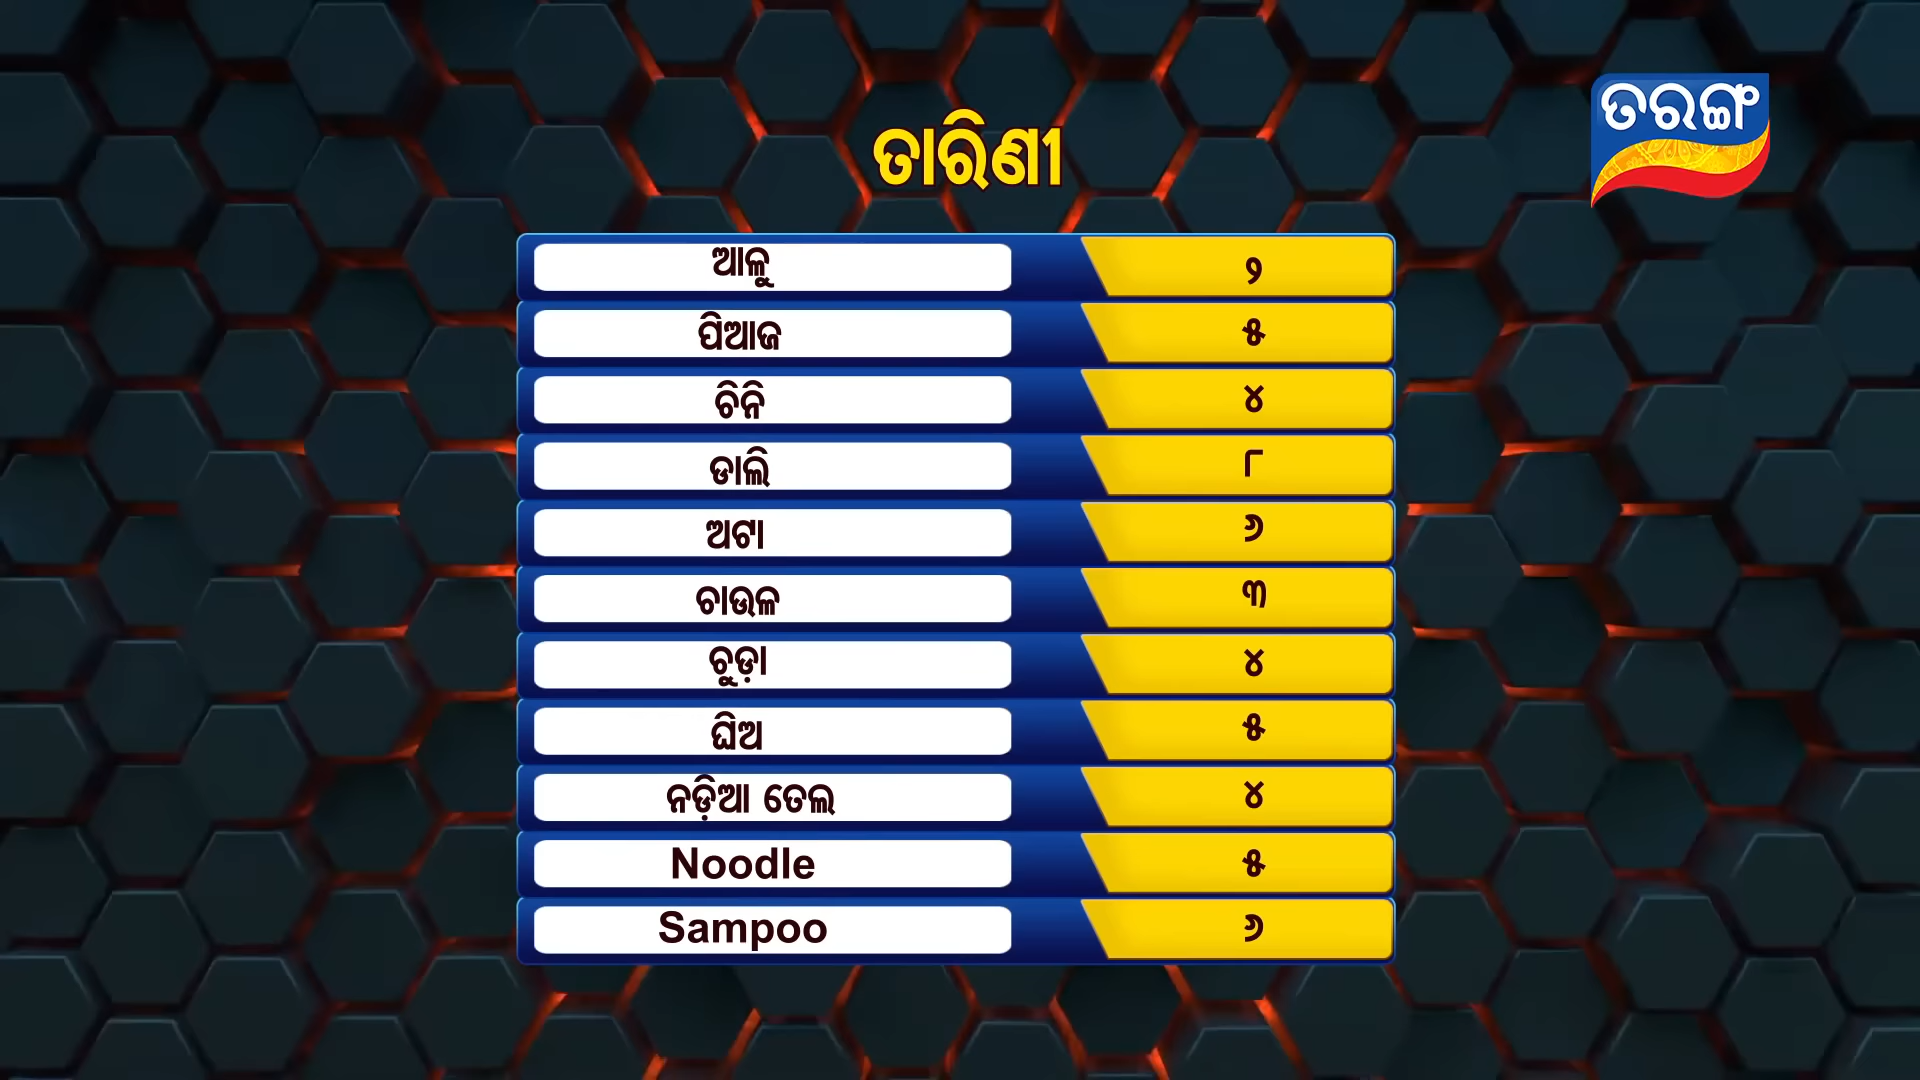 ତରଙ୍ଗ
ତାରିଣୀ
ଆଳୁ ୨
ପିଆଜ ୫
ଚିନି ୪
ଡାଲି ୮
ଅଟା ୬
ଚାଉଳ ୩
ଚୁଡ଼ା ୪
ଘିଅ ୫
ନଡ଼ିଆ ତେଲ ୪
Noodle ୫
Sampoo ୬